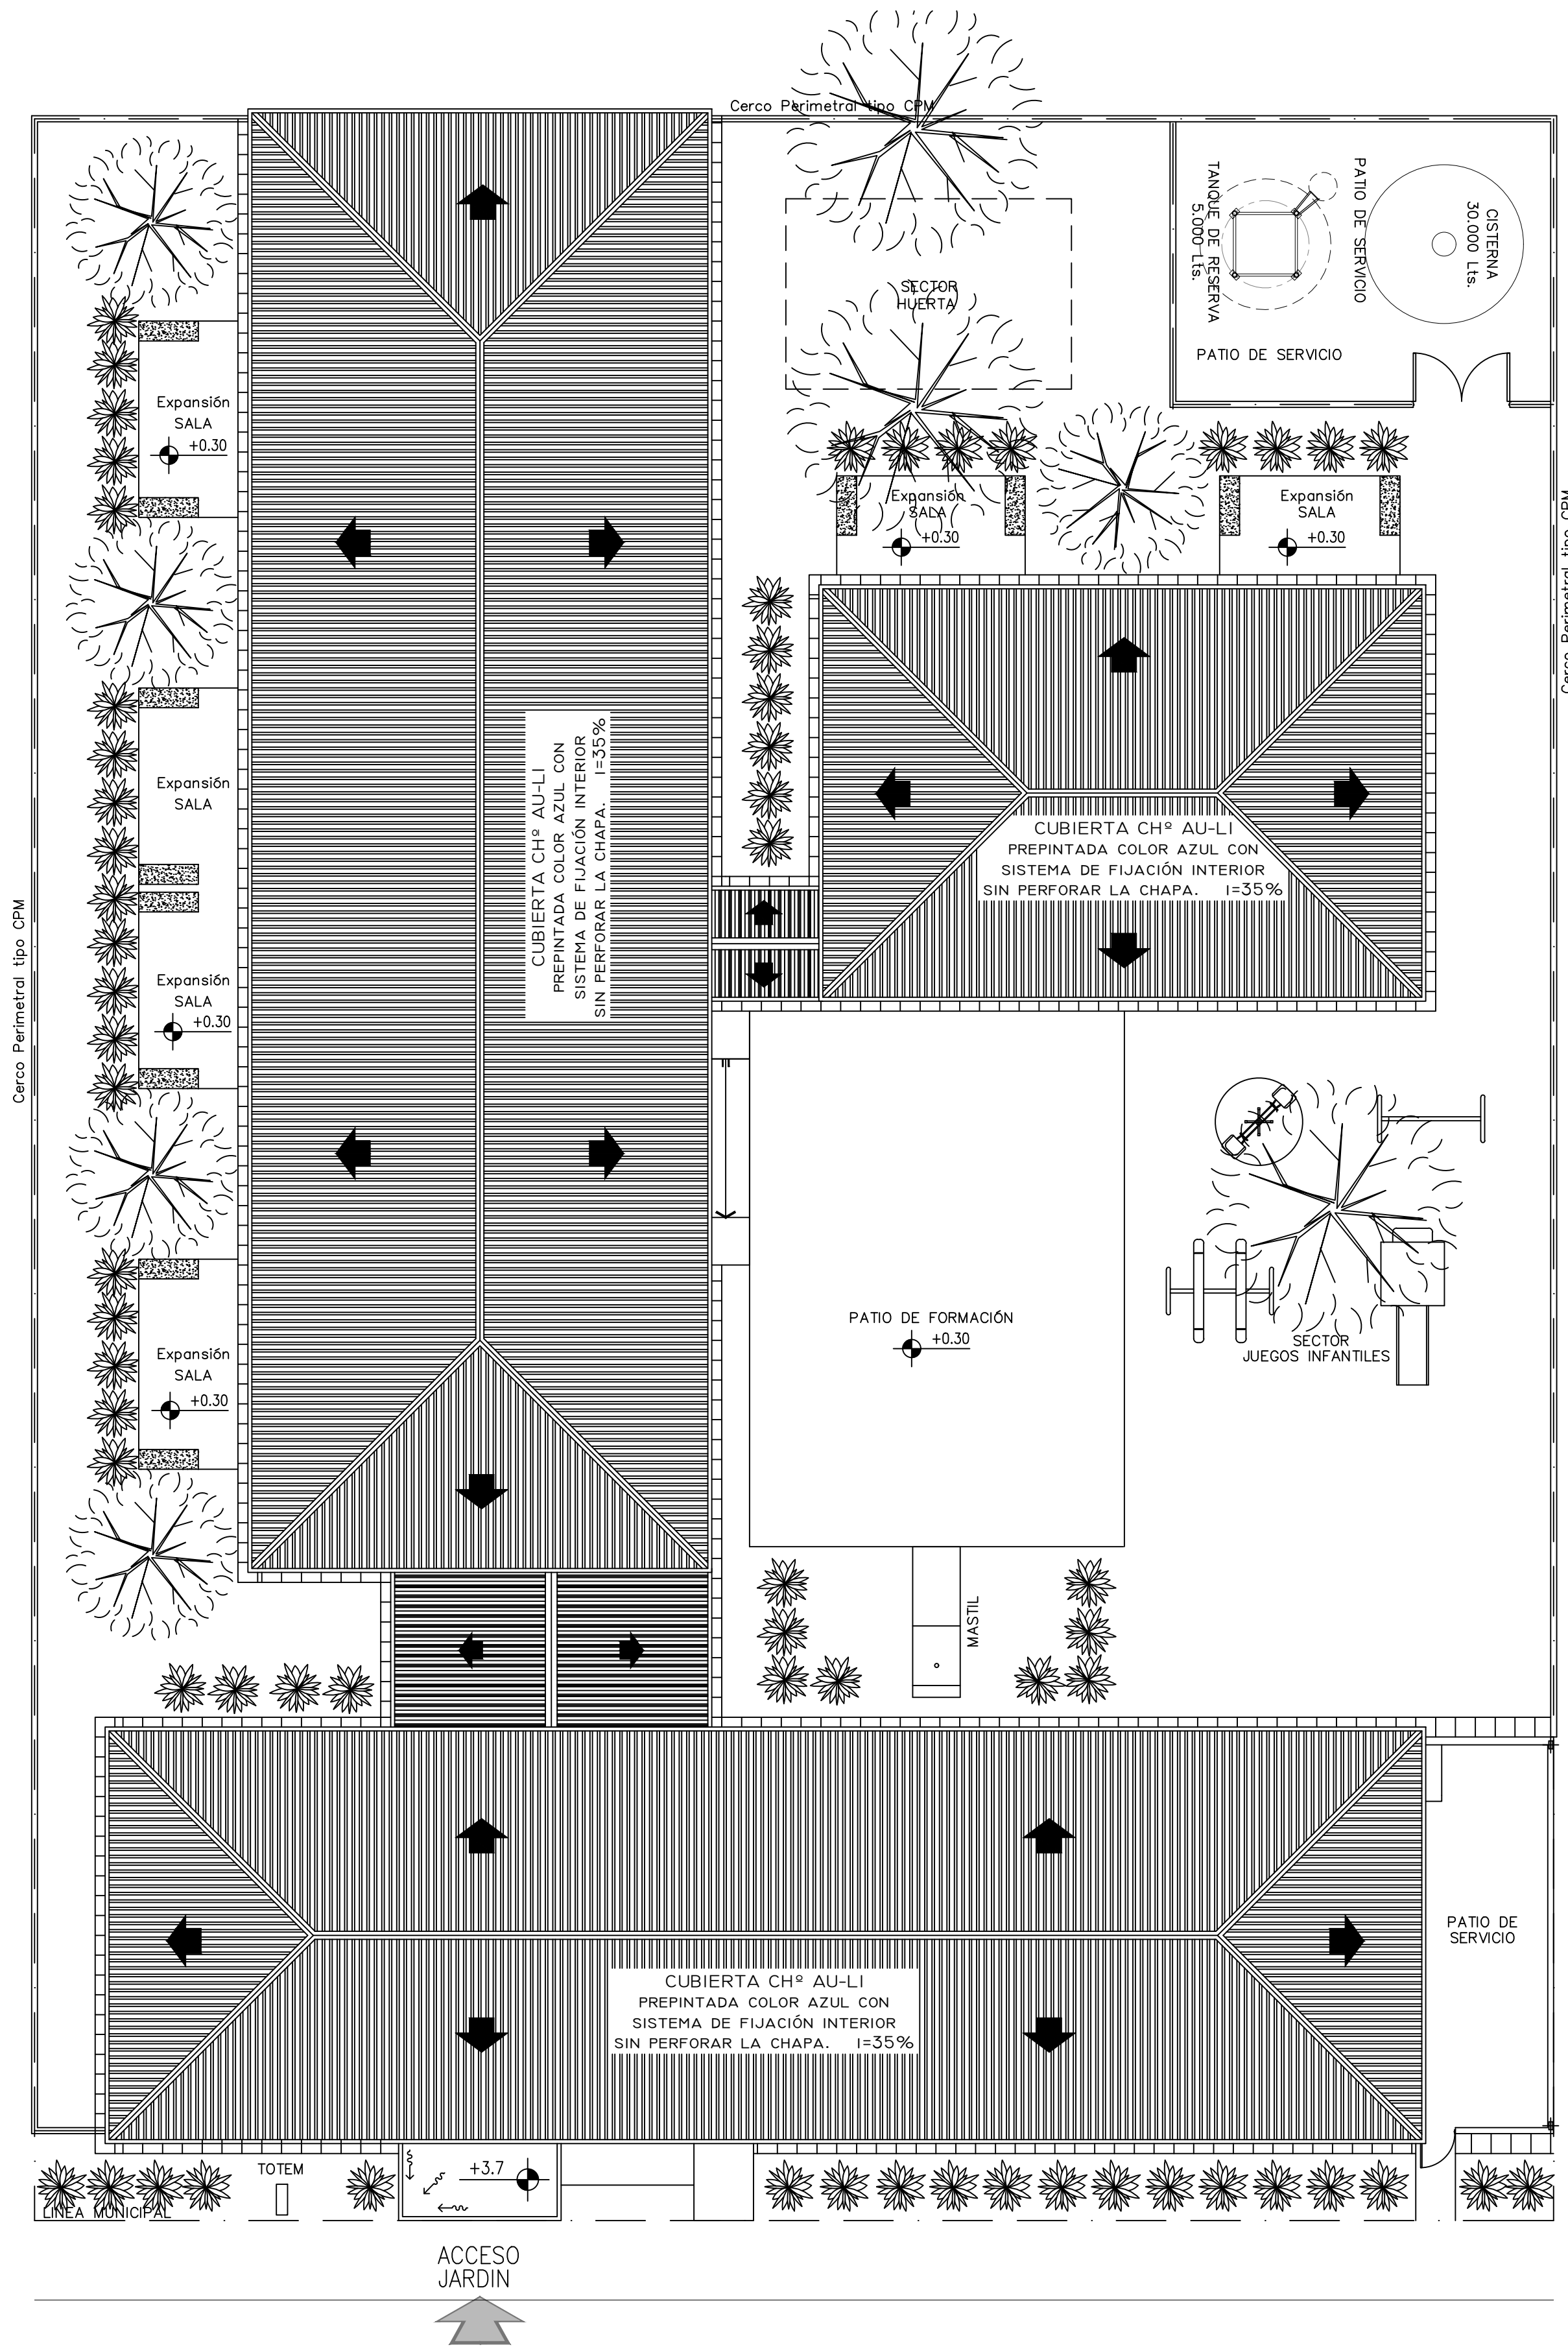 Cerco Perimetral tipo CPM
TANQUE DE RESERVA
5.000 Lts.
PATIO DE SERVICIO
CISTERNA
30.000 Lts.
PATIO DE SERVICIO
SECTOR
HUERTA
Expansión
SALA
+0.30
Expansión
SALA
+0.30
Expansión
SALA
+0.30
Cerco Perimetral tipo CPM
CUBIERTA CHº AU-LI
PREPINTADA COLOR AZUL CON
SISTEMA DE FIJACIÓN INTERIOR
SIN PERFORAR LA CHAPA. I=35%
CUBIERTA CHº AU-LI
PREPINTADA COLOR AZUL CON
SISTEMA DE FIJACIÓN INTERIOR
SIN PERFORAR LA CHAPA. I=35%
Expansión
SALA
Cerco Perimetral tipo CPM
Expansión
SALA
+0.30
PATIO DE FORMACIÓN
+0.30
SECTOR
JUEGOS INFANTILES
Expansión
SALA
+0.30
MASTIL
PATIO DE
SERVICIO
CUBIERTA CHº AU-LI
PREPINTADA COLOR AZUL CON
SISTEMA DE FIJACIÓN INTERIOR
SIN PERFORAR LA CHAPA. I=35%
TOTEM
+3.7
LINEA MUNICIPAL
ACCESO
JARDIN